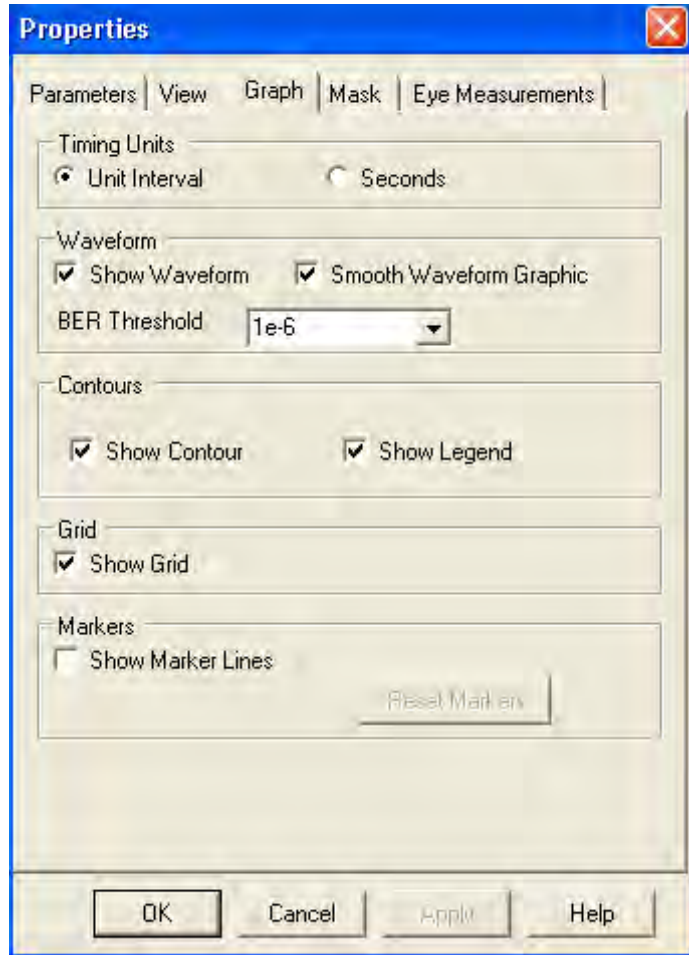 Properties
Parameters View Graph Mask Eye Measurements
Timing Units
Unit Interval Seconds
Waveform
Show Waveform Smooth Waveform Graphic
BER Threshold 1e-6
Contours
Show Contour Show Legend
Grid
Show Grid
Markers
Show Marker Lines
Reset Markers
OK Cancel Apply Help